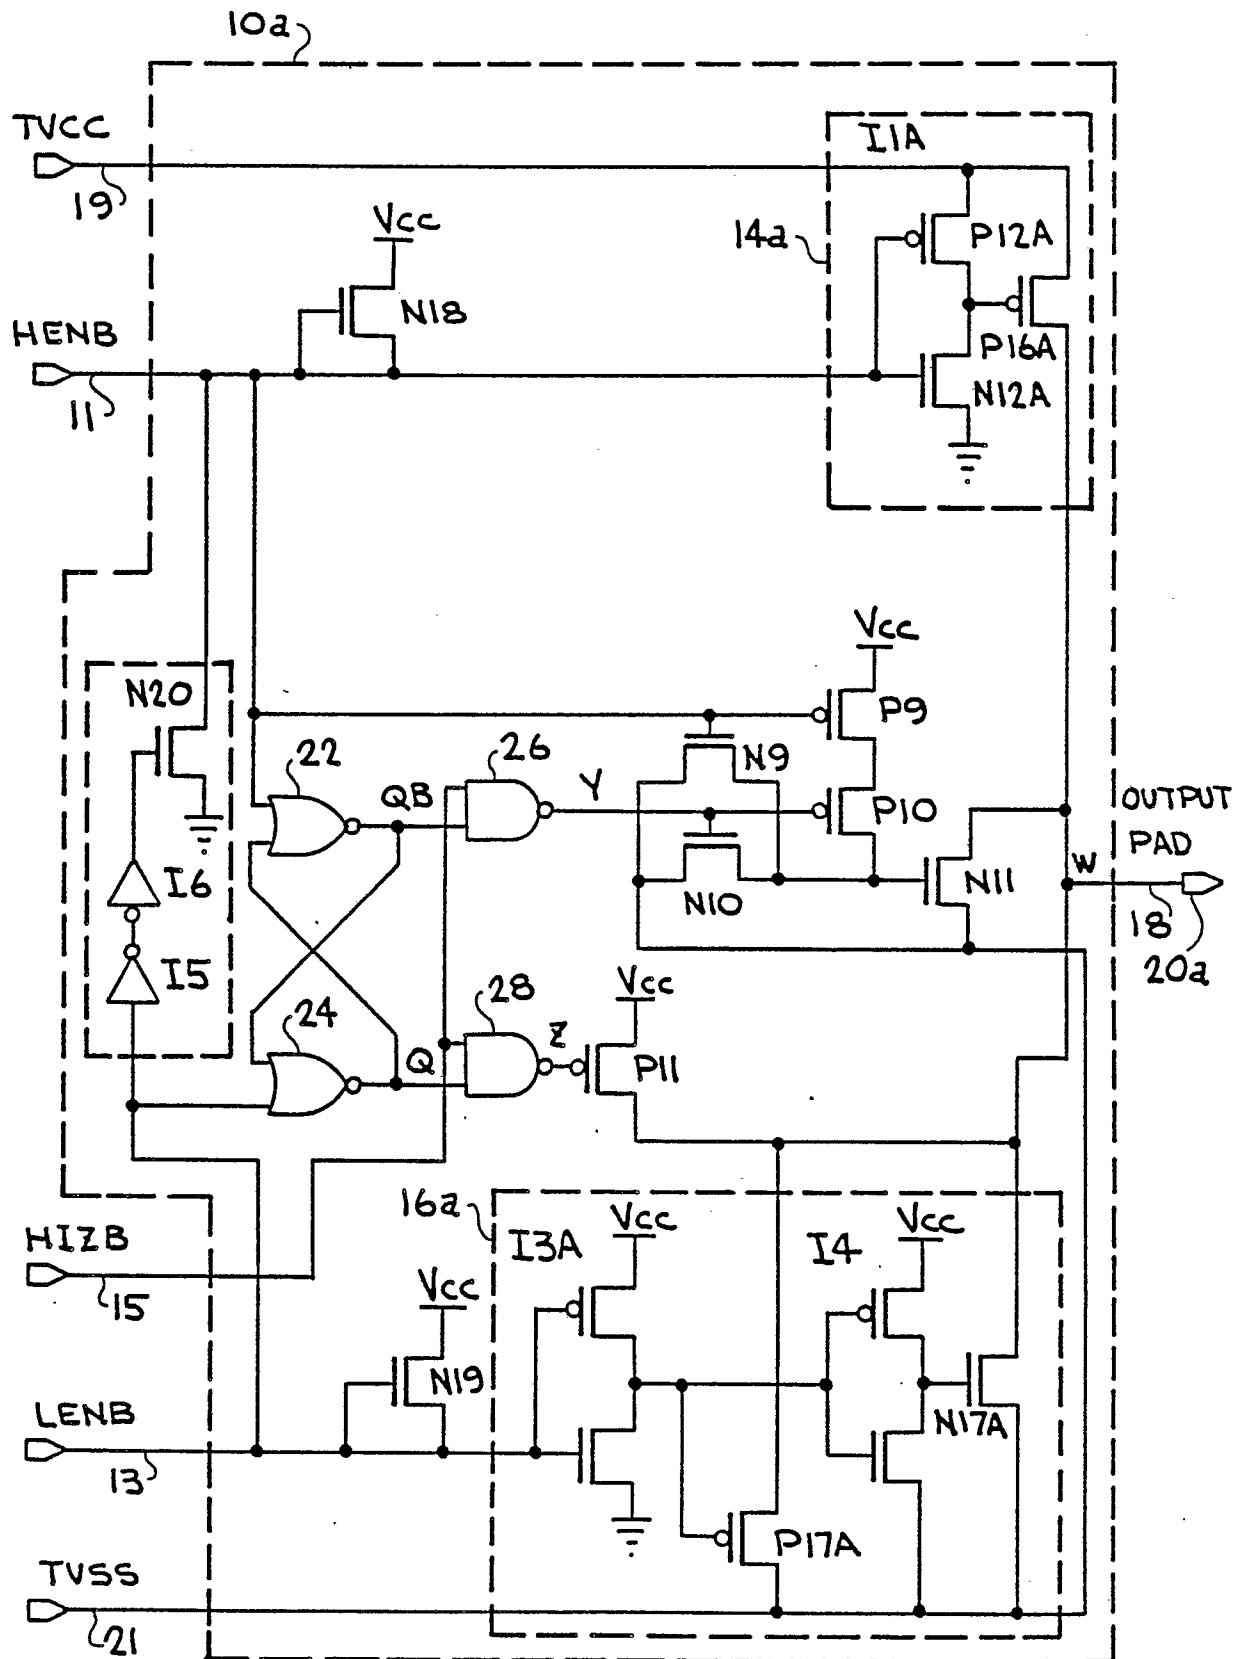 10a
TVCC
19
I1A
14a
P12A
P16A
N12A
Vcc
N18
HENB
11
Vcc
P9
N20
22
QB
26
Y
N9
P10
OUTPUT
PAD
W
18
20a
N11
N10
I6
I5
24
Q
28
Z
Vcc
P11
HIZB
15
16a
I3A
Vcc
I4
Vcc
Vcc
N19
N17A
LENB
13
P17A
TVSS
21